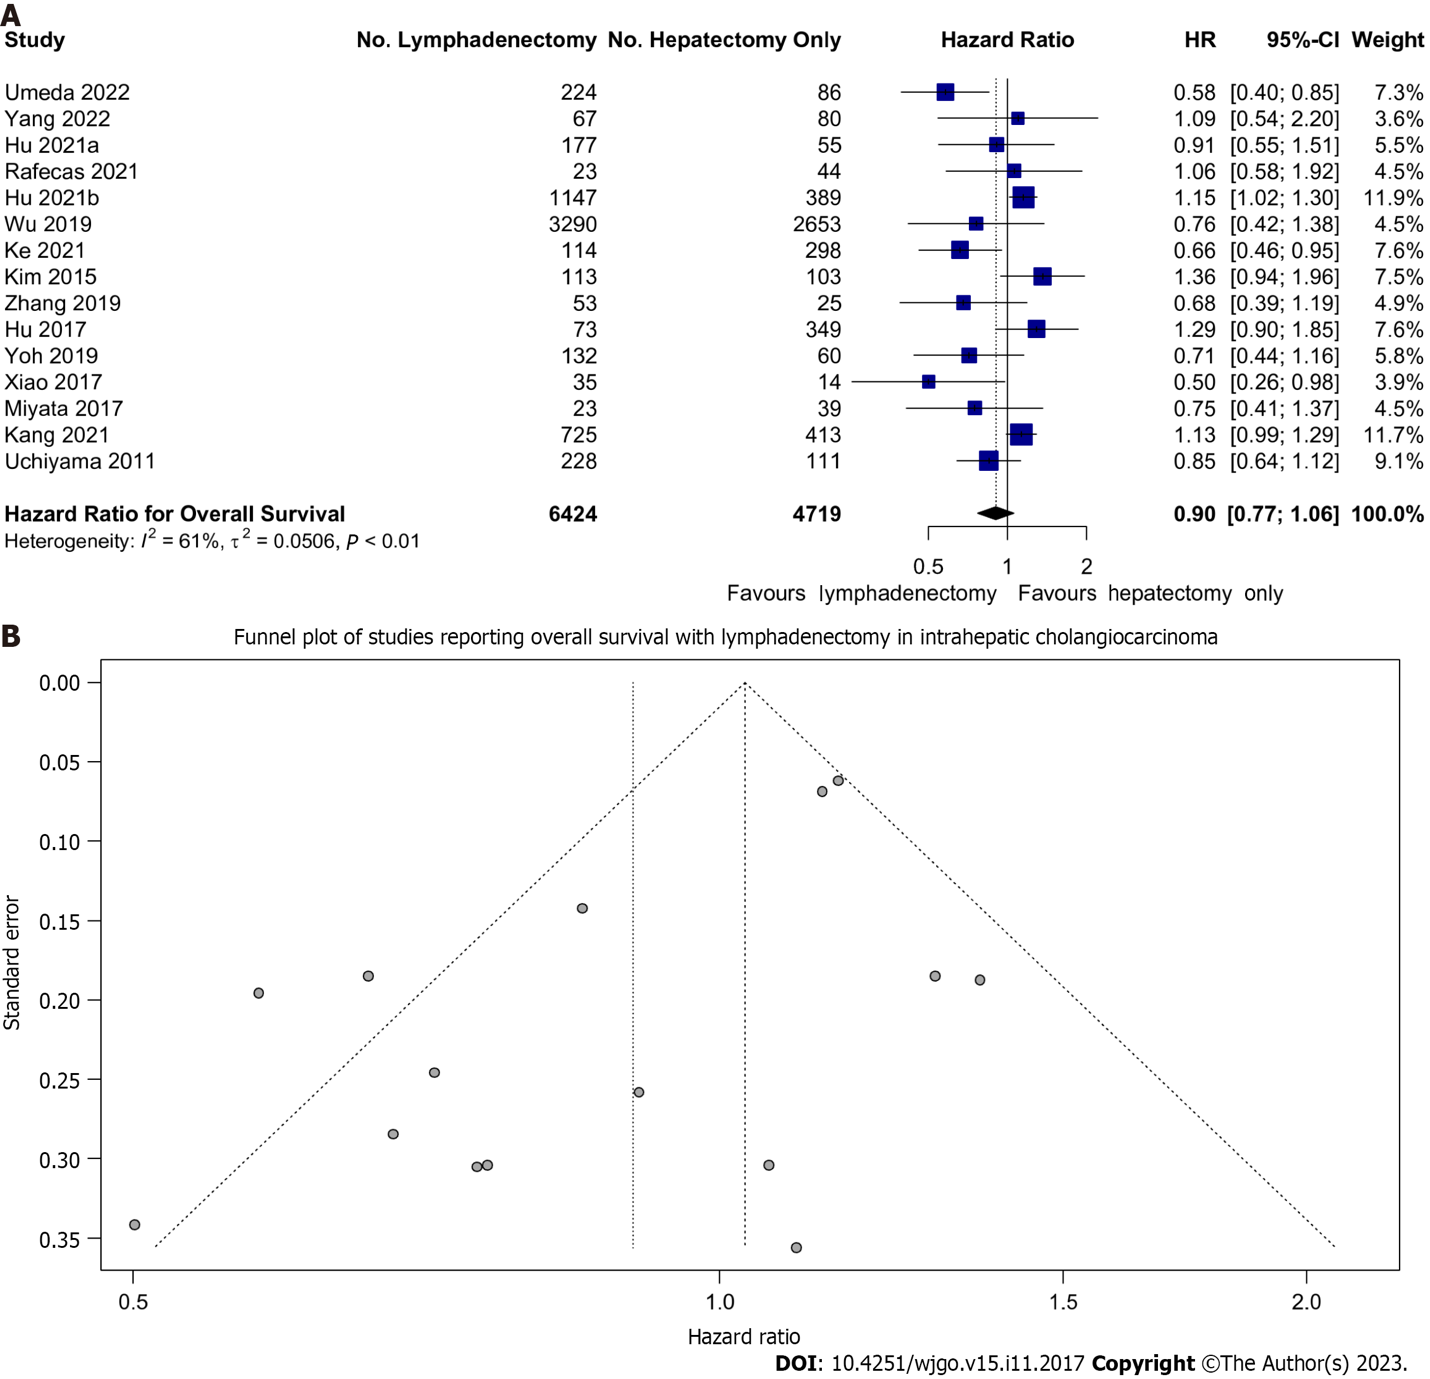 A
Study No. Lymphadenectomy No. Hepatectomy Only Hazard Ratio HR 95%-CI Weight
Umeda 2022 224 86 0.58 [0.40; 0.85] 7.3%
Yang 2022 67 80 1.09 [0.54; 2.20] 3.6%
Hu 2021a 177 55 0.91 [0.55; 1.51] 5.5%
Rafecas 2021 23 44 1.06 [0.58; 1.92] 4.5%
Hu 2021b 1147 389 1.15 [1.02; 1.30] 11.9%
Wu 2019 3290 2653 0.76 [0.42; 1.38] 4.5%
Ke 2021 114 298 0.66 [0.46; 0.95] 7.6%
Kim 2015 113 103 1.36 [0.94; 1.96] 7.5%
Zhang 2019 53 25 0.68 [0.39; 1.19] 4.9%
Hu 2017 73 349 1.29 [0.90; 1.85] 7.6%
Yoh 2019 132 60 0.71 [0.44; 1.16] 5.8%
Xiao 2017 35 14 0.50 [0.26; 0.98] 3.9%
Miyata 2017 23 39 0.75 [0.41; 1.37] 4.5%
Kang 2021 725 413 1.13 [0.99; 1.29] 11.7%
Uchiyama 2011 228 111 0.85 [0.64; 1.12] 9.1%
Hazard Ratio for Overall Survival 6424 4719 0.90 [0.77; 1.06] 100.0%
Heterogeneity: I² = 61%, τ² = 0.0506, P < 0.01
0.5 1 2
Favours lymphadenectomy Favours hepatectomy only
B
Funnel plot of studies reporting overall survival with lymphadenectomy in intrahepatic cholangiocarcinoma
0.00
0.05
0.10
0.15
0.20
0.25
0.30
0.35
Standard error
0.5 1.0 1.5 2.0
Hazard ratio
DOI: 10.4251/wjgo.v15.i11.2017 Copyright ©The Author(s) 2023.